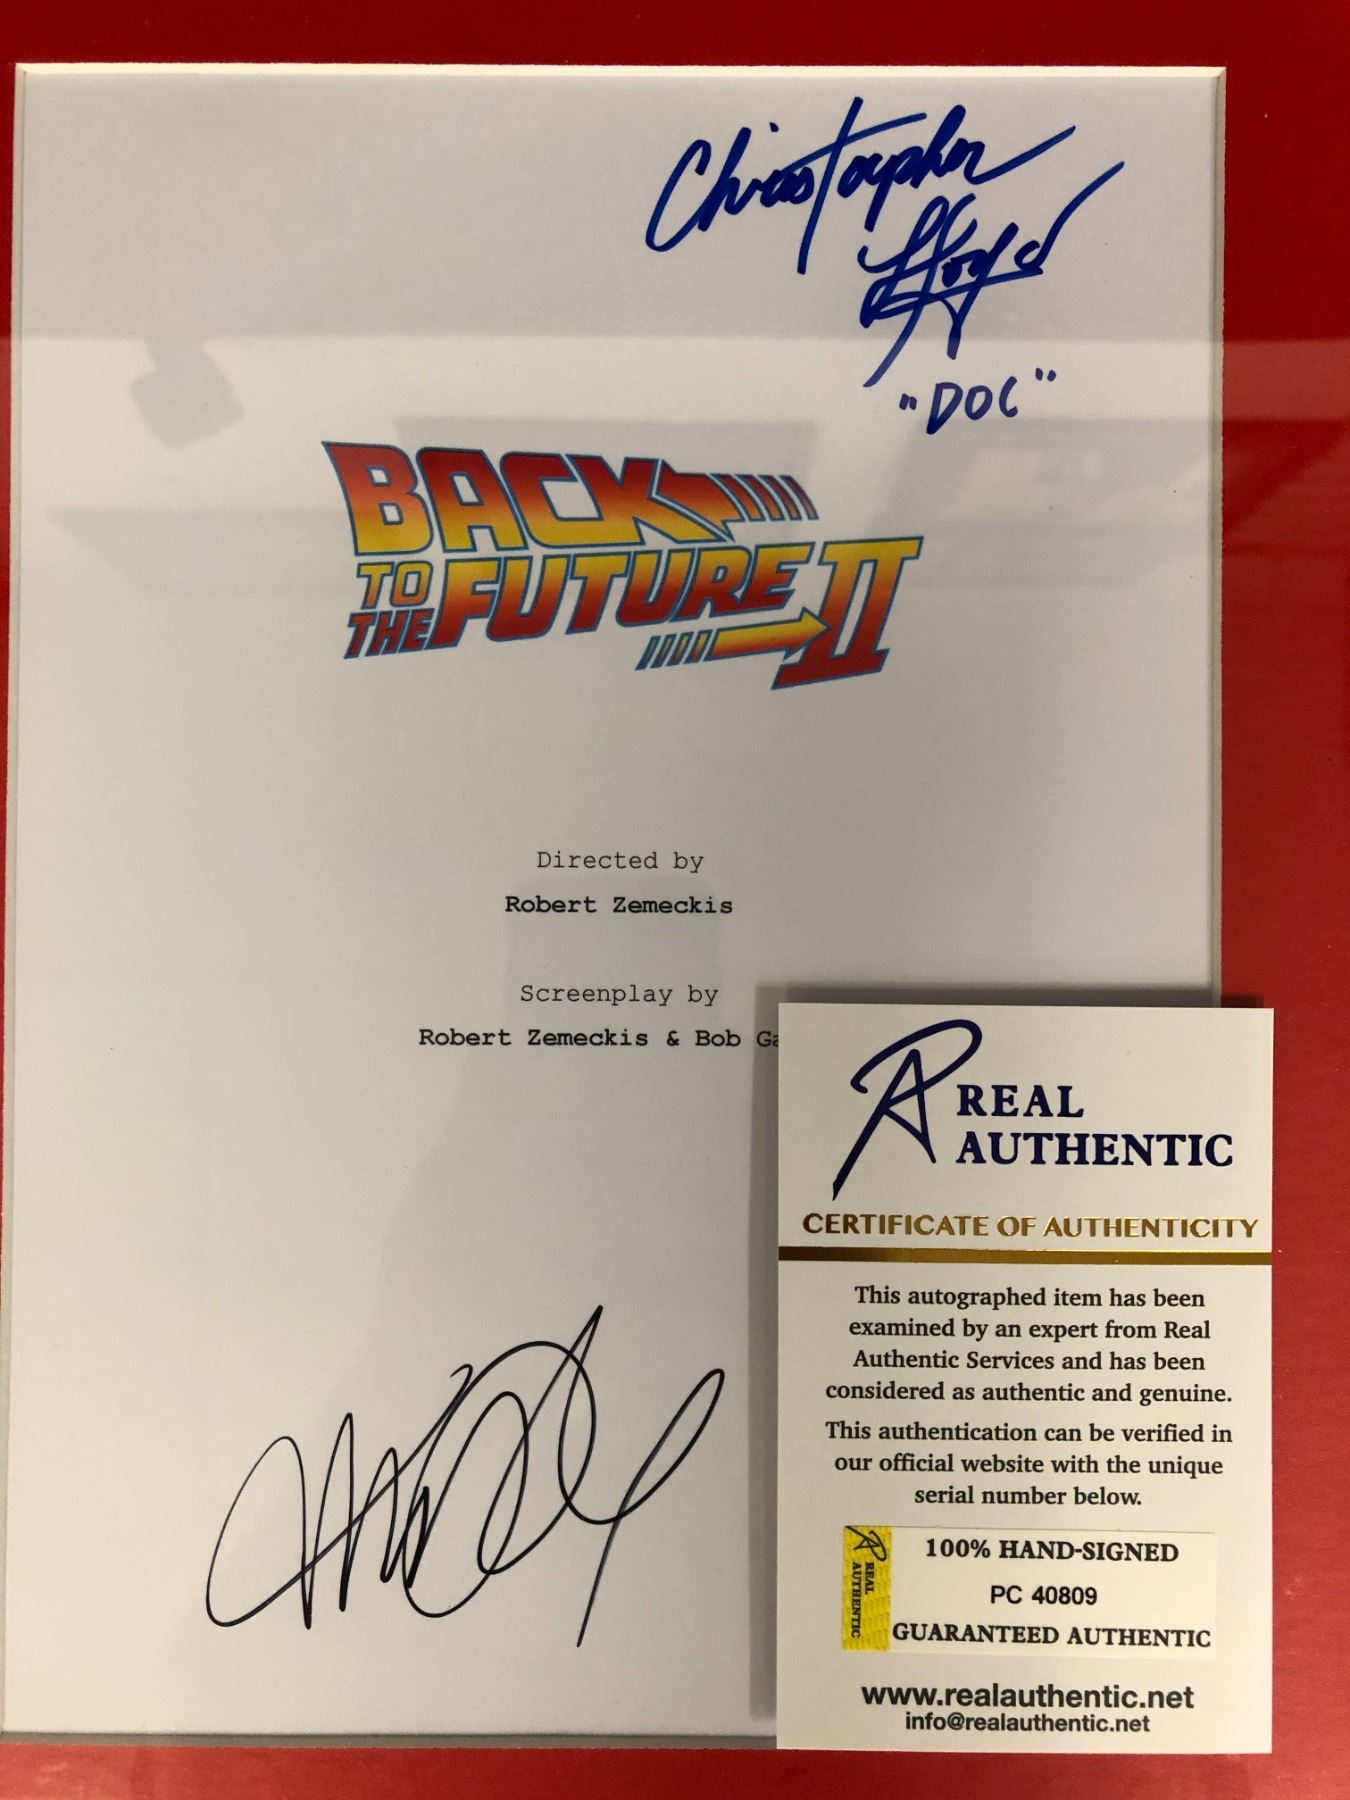 Christopher
Lloyd
"DOC"
BACK
TO
THE FUTURE II
Directed by
Robert Zemeckis
Screenplay by
Robert Zemeckis & Bob Ga
REAL
AUTHENTIC
CERTIFICATE OF AUTHENTICITY
This autographed item has been
examined by an expert from Real
Authentic Services and has been
considered as authentic and genuine.
This authentication can be verified in
our official website with the unique
serial number below.
REAL
AUTHENTIC
100% HAND-SIGNED
PC 40809
GUARANTEED AUTHENTIC
www.realauthentic.net
info@realauthentic.net